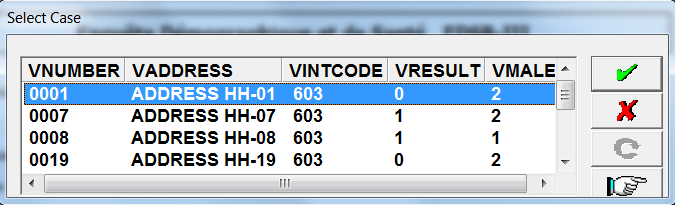 Select Case
VNUMBER VADDRESS VINTCODE VRESULT VMALE
0001 ADDRESS HH-01 603 0 2
0007 ADDRESS HH-07 603 1 2
0008 ADDRESS HH-08 603 1 1
0019 ADDRESS HH-19 603 0 2